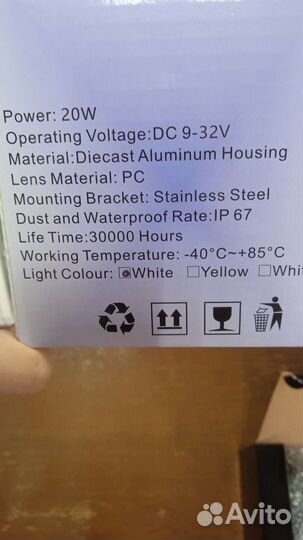 Power: 20W
Operating Voltage:DC 9-32V
Material:Diecast Aluminum Housing
Lens Material: PC
Mounting Bracket: Stainless Steel
Dust and Waterproof Rate:IP 67
Life Time:30000 Hours
Working Temperature: -40°C~+85°C
Light Colour: White Yellow Whi
Avito